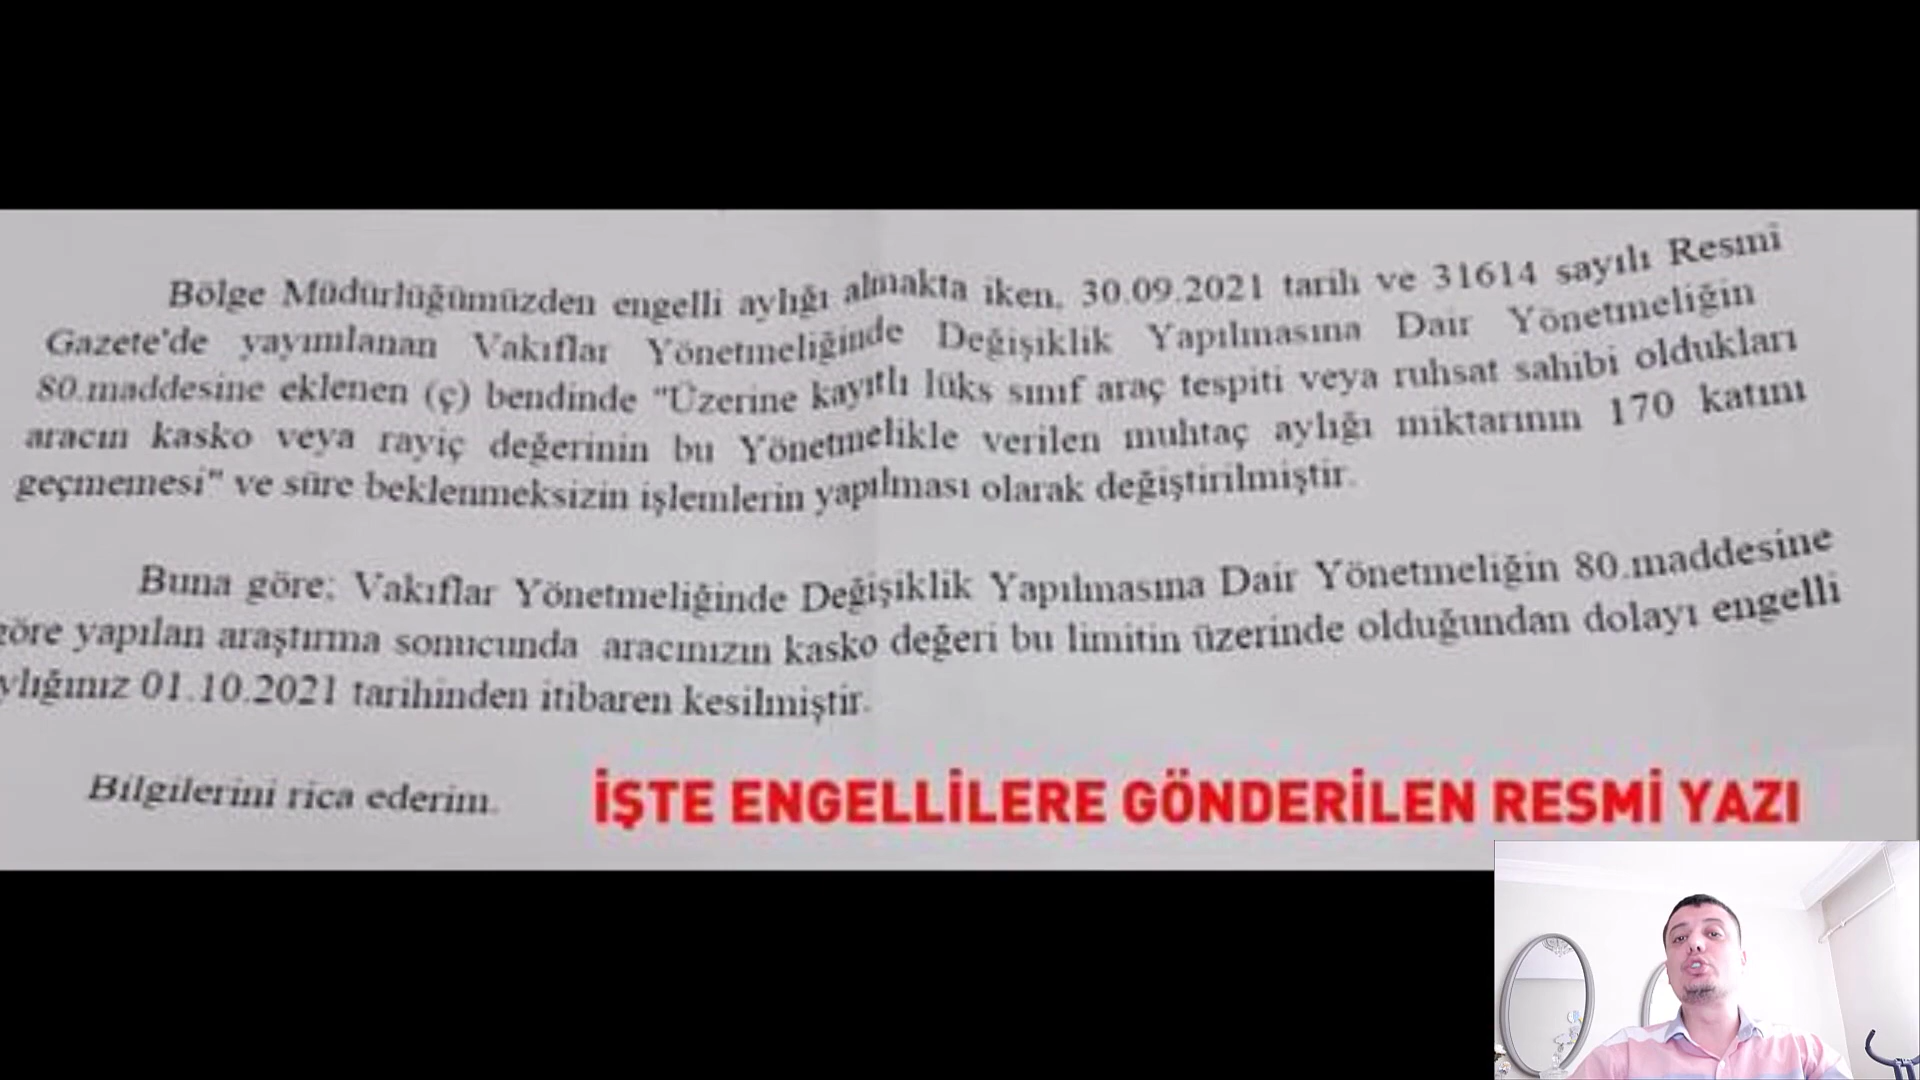 Bölge Müdürlüğümüzden engelli aylığı almakta iken, 30.09.2021 tarih ve 31614 sayılı Resmi
Gazete'de yayımlanan Vakıflar Yönetmeliğinde Değişiklik Yapılmasına Dair Yönetmeliğin
80.maddesine eklenen (ç) bendinde "Üzerine kayıtlı lüks sınıf araç tespiti veya ruhsat sahibi oldukları
aracın kasko veya rayiç değerinin bu Yönetmelikle verilen muhtaç aylığı miktarının 170 katını
geçmemesi" ve süre beklenmeksizin işlemlerin yapılması olarak değiştirilmiştir.
Buna göre; Vakıflar Yönetmeliğinde Değişiklik Yapılmasına Dair Yönetmeliğin 80.maddesine
göre yapılan araştırma sonucunda aracınızın kasko değeri bu limitin üzerinde olduğundan dolayı engelli
ylığınız 01.10.2021 tarihinden itibaren kesilmiştir.
Bilgilerini rica ederim.
İŞTE ENGELLİLERE GÖNDERİLEN RESMİ YAZI